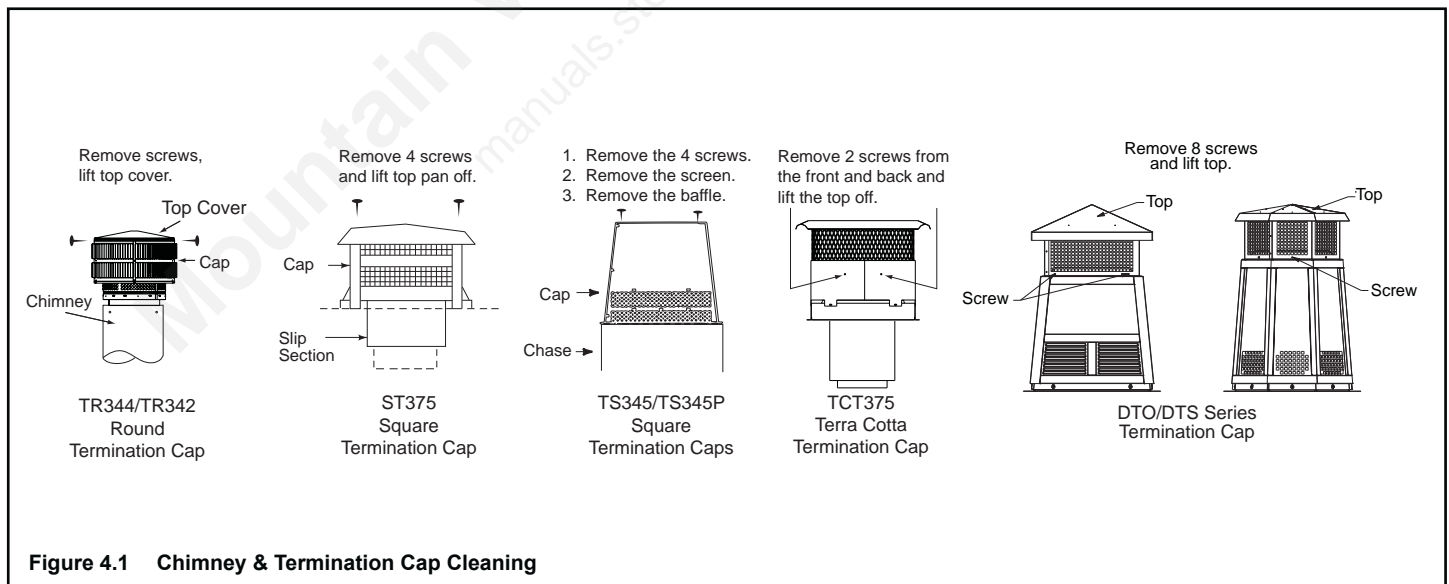 Mountain
manuals.sto
Remove screws,
lift top cover.
Top Cover
Cap
Chimney
TR344/TR342
Round
Termination Cap
Remove 4 screws
and lift top pan off.
Cap
Slip
Section
ST375
Square
Termination Cap
1. Remove the 4 screws.
2. Remove the screen.
3. Remove the baffle.
Cap
Chase
TS345/TS345P
Square
Termination Caps
Remove 2 screws from
the front and back and
lift the top off.
TCT375
Terra Cotta
Termination Cap
Remove 8 screws
and lift top.
Top
Top
Screw
Screw
DTO/DTS Series
Termination Cap
Figure 4.1 Chimney & Termination Cap Cleaning